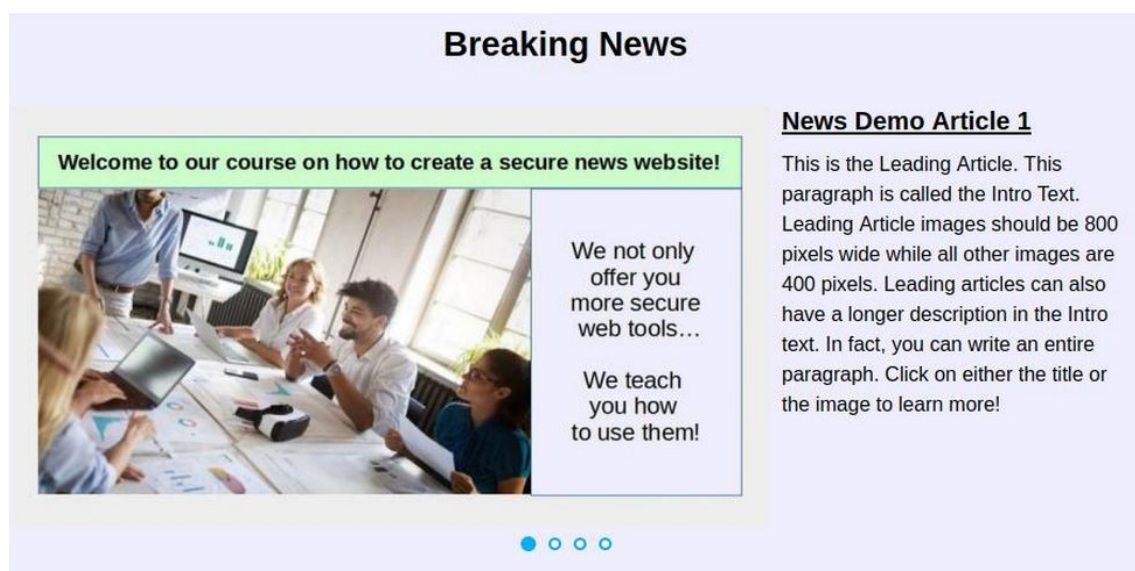 Breaking News
Welcome to our course on how to create a secure news website!
We not only
offer you
more secure
web tools…
We teach
you how
to use them!
News Demo Article 1
This is the Leading Article. This
paragraph is called the Intro Text.
Leading Article images should be 800
pixels wide while all other images are
400 pixels. Leading articles can also
have a longer description in the Intro
text. In fact, you can write an entire
paragraph. Click on either the title or
the image to learn more!